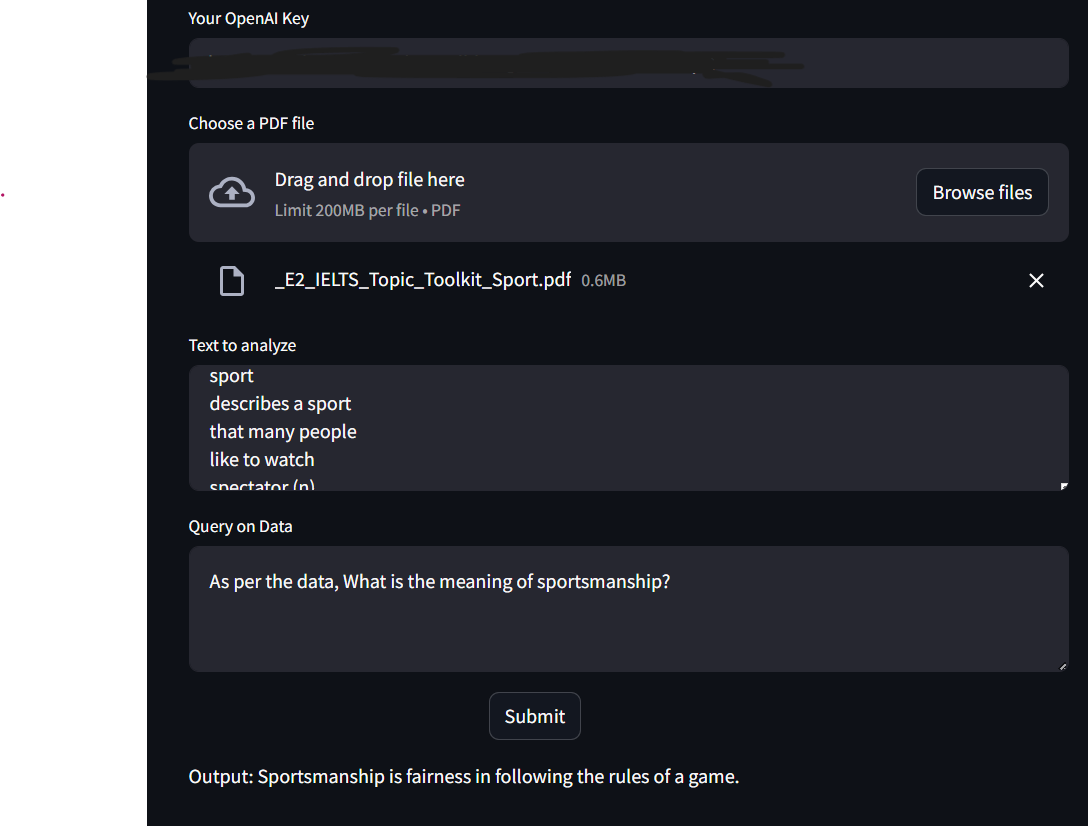 Your OpenAI Key
Choose a PDF file
Drag and drop file here
Limit 200MB per file • PDF
Browse files
_E2_IELTS_Topic_Toolkit_Sport.pdf 0.6MB
Text to analyze
sport
describes a sport
that many people
like to watch
spectator (n)
Query on Data
As per the data, What is the meaning of sportsmanship?
Submit
Output: Sportsmanship is fairness in following the rules of a game.